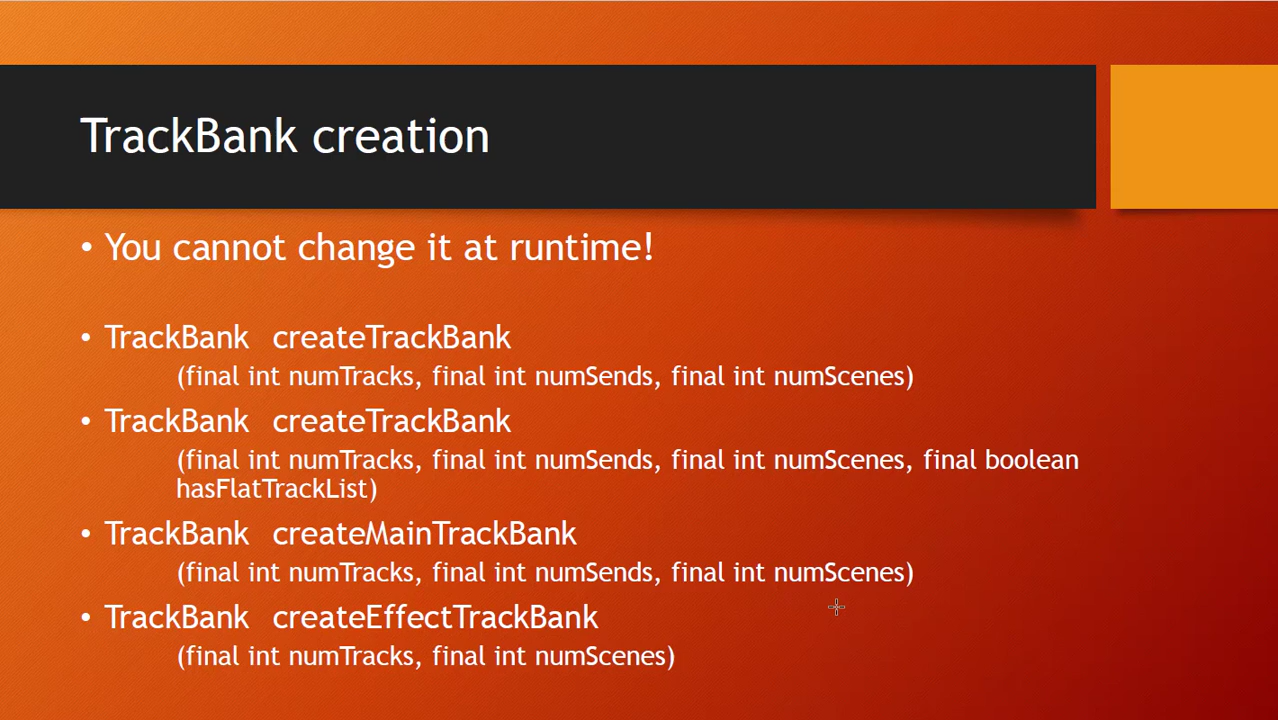 TrackBank creation
• You cannot change it at runtime!
• TrackBank createTrackBank
(final int numTracks, final int numSends, final int numScenes)
• TrackBank createTrackBank
(final int numTracks, final int numSends, final int numScenes, final boolean
hasFlatTrackList)
• TrackBank createMainTrackBank
(final int numTracks, final int numSends, final int numScenes)
• TrackBank createEffectTrackBank
(final int numTracks, final int numScenes)